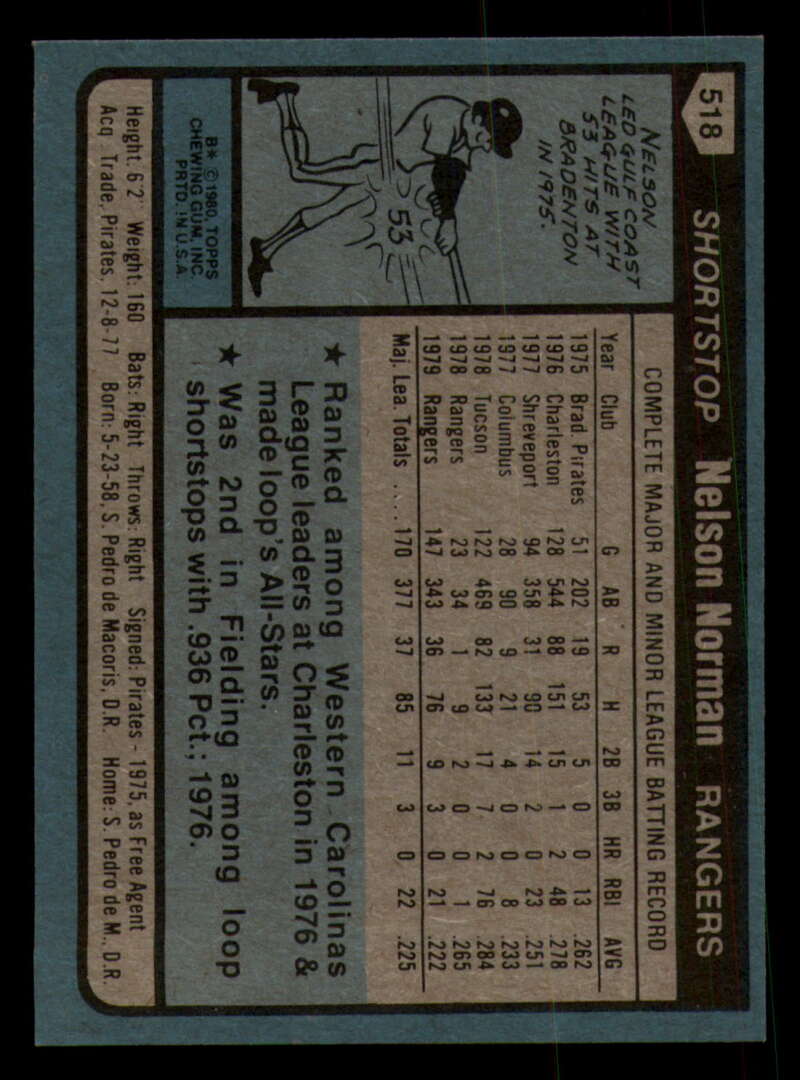 518
SHORTSTOP Nelson Norman RANGERS
NELSON
LED GULF COAST
LEAGUE WITH
53 HITS AT
BRADENTON
IN 1975.
53
B* © 1980, TOPPS
CHEWING GUM, INC.
PRTD. IN U.S.A.
COMPLETE MAJOR AND MINOR LEAGUE BATTING RECORD
Year Club G AB R H 2B 3B HR RBI AVG
1975 Brad. Pirates 51 202 19 53 5 0 0 13 .262
1976 Charleston 128 544 88 151 15 1 2 48 .278
1977 Shreveport 94 358 31 90 14 2 0 23 .251
1977 Columbus 28 90 9 21 4 0 0 8 .233
1978 Tucson 122 469 82 133 17 7 2 76 .284
1978 Rangers 23 34 1 9 2 0 0 1 .265
1979 Rangers 147 343 36 76 9 3 0 21 .222
Maj. Lea. Totals .... 170 377 37 85 11 3 0 22 .225
★ Ranked among Western Carolinas
League leaders at Charleston in 1976 &
made loop's All-Stars.
★ Was 2nd in Fielding among loop
shortstops with .936 Pct.; 1976.
Height: 6'2" Weight: 160 Bats: Right Throws: Right Signed: Pirates - 1975, as Free Agent
Acq: Trade, Pirates, 12-8-77 Born: 5-23-58, S. Pedro de Macoris, D.R. Home: S. Pedro de M., D.R.